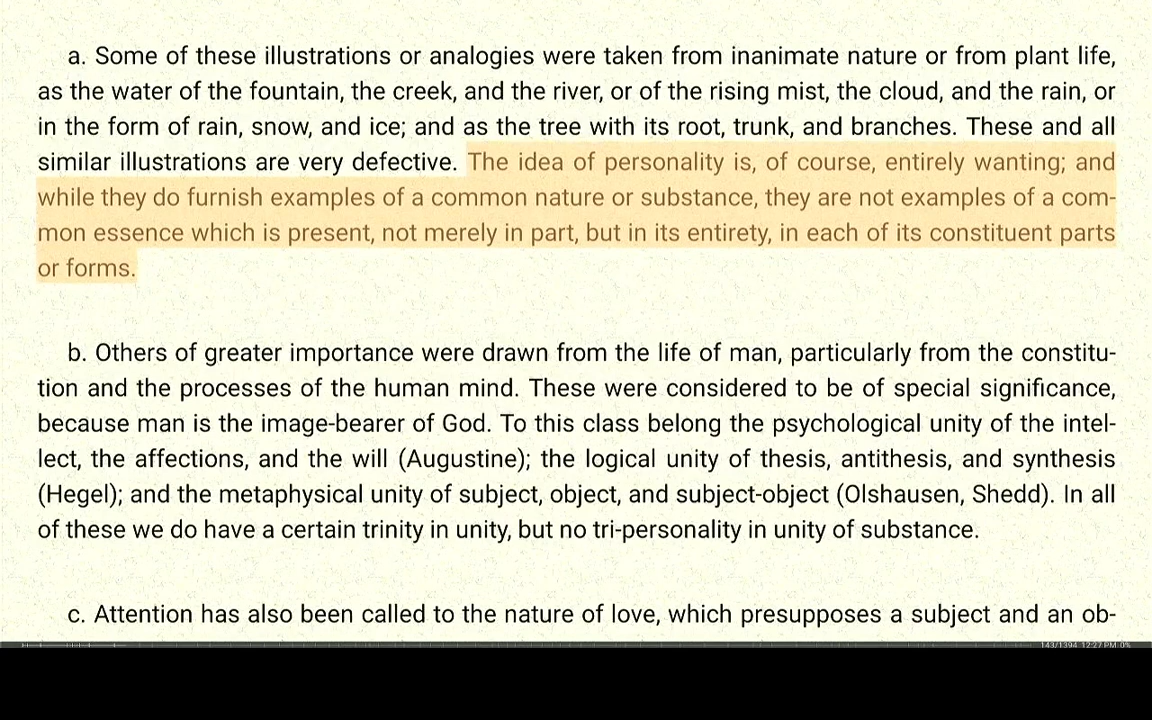 a. Some of these illustrations or analogies were taken from inanimate nature or from plant life,
as the water of the fountain, the creek, and the river, or of the rising mist, the cloud, and the rain, or
in the form of rain, snow, and ice; and as the tree with its root, trunk, and branches. These and all
similar illustrations are very defective. The idea of personality is, of course, entirely wanting; and
while they do furnish examples of a common nature or substance, they are not examples of a com-
mon essence which is present, not merely in part, but in its entirety, in each of its constituent parts
or forms.
b. Others of greater importance were drawn from the life of man, particularly from the constitu-
tion and the processes of the human mind. These were considered to be of special significance,
because man is the image-bearer of God. To this class belong the psychological unity of the intel-
lect, the affections, and the will (Augustine); the logical unity of thesis, antithesis, and synthesis
(Hegel); and the metaphysical unity of subject, object, and subject-object (Olshausen, Shedd). In all
of these we do have a certain trinity in unity, but no tri-personality in unity of substance.
c. Attention has also been called to the nature of love, which presupposes a subject and an ob-
143/1394 12:27 PM 0%